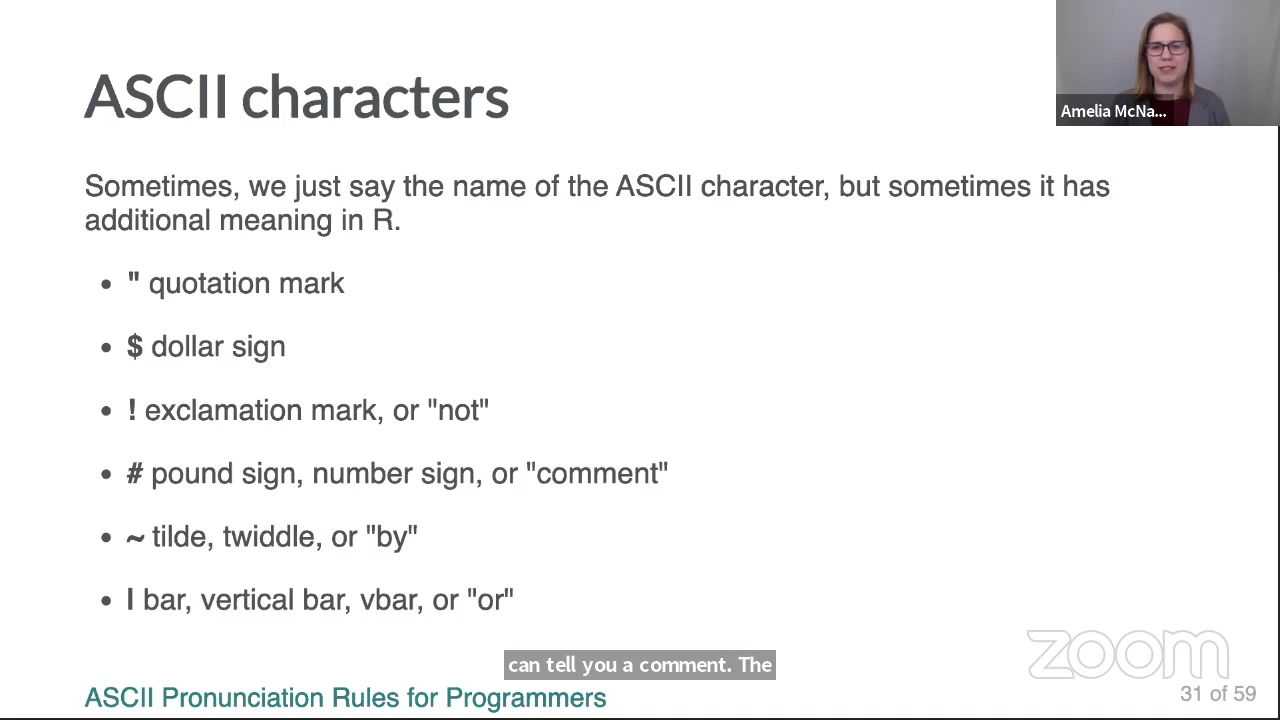 ASCII characters
Amelia McNa...
Sometimes, we just say the name of the ASCII character, but sometimes it has
additional meaning in R.
• " quotation mark
• $ dollar sign
• ! exclamation mark, or "not"
• # pound sign, number sign, or "comment"
• ~ tilde, twiddle, or "by"
• | bar, vertical bar, vbar, or "or"
can tell you a comment. The
zoom
ASCII Pronunciation Rules for Programmers
31 of 59